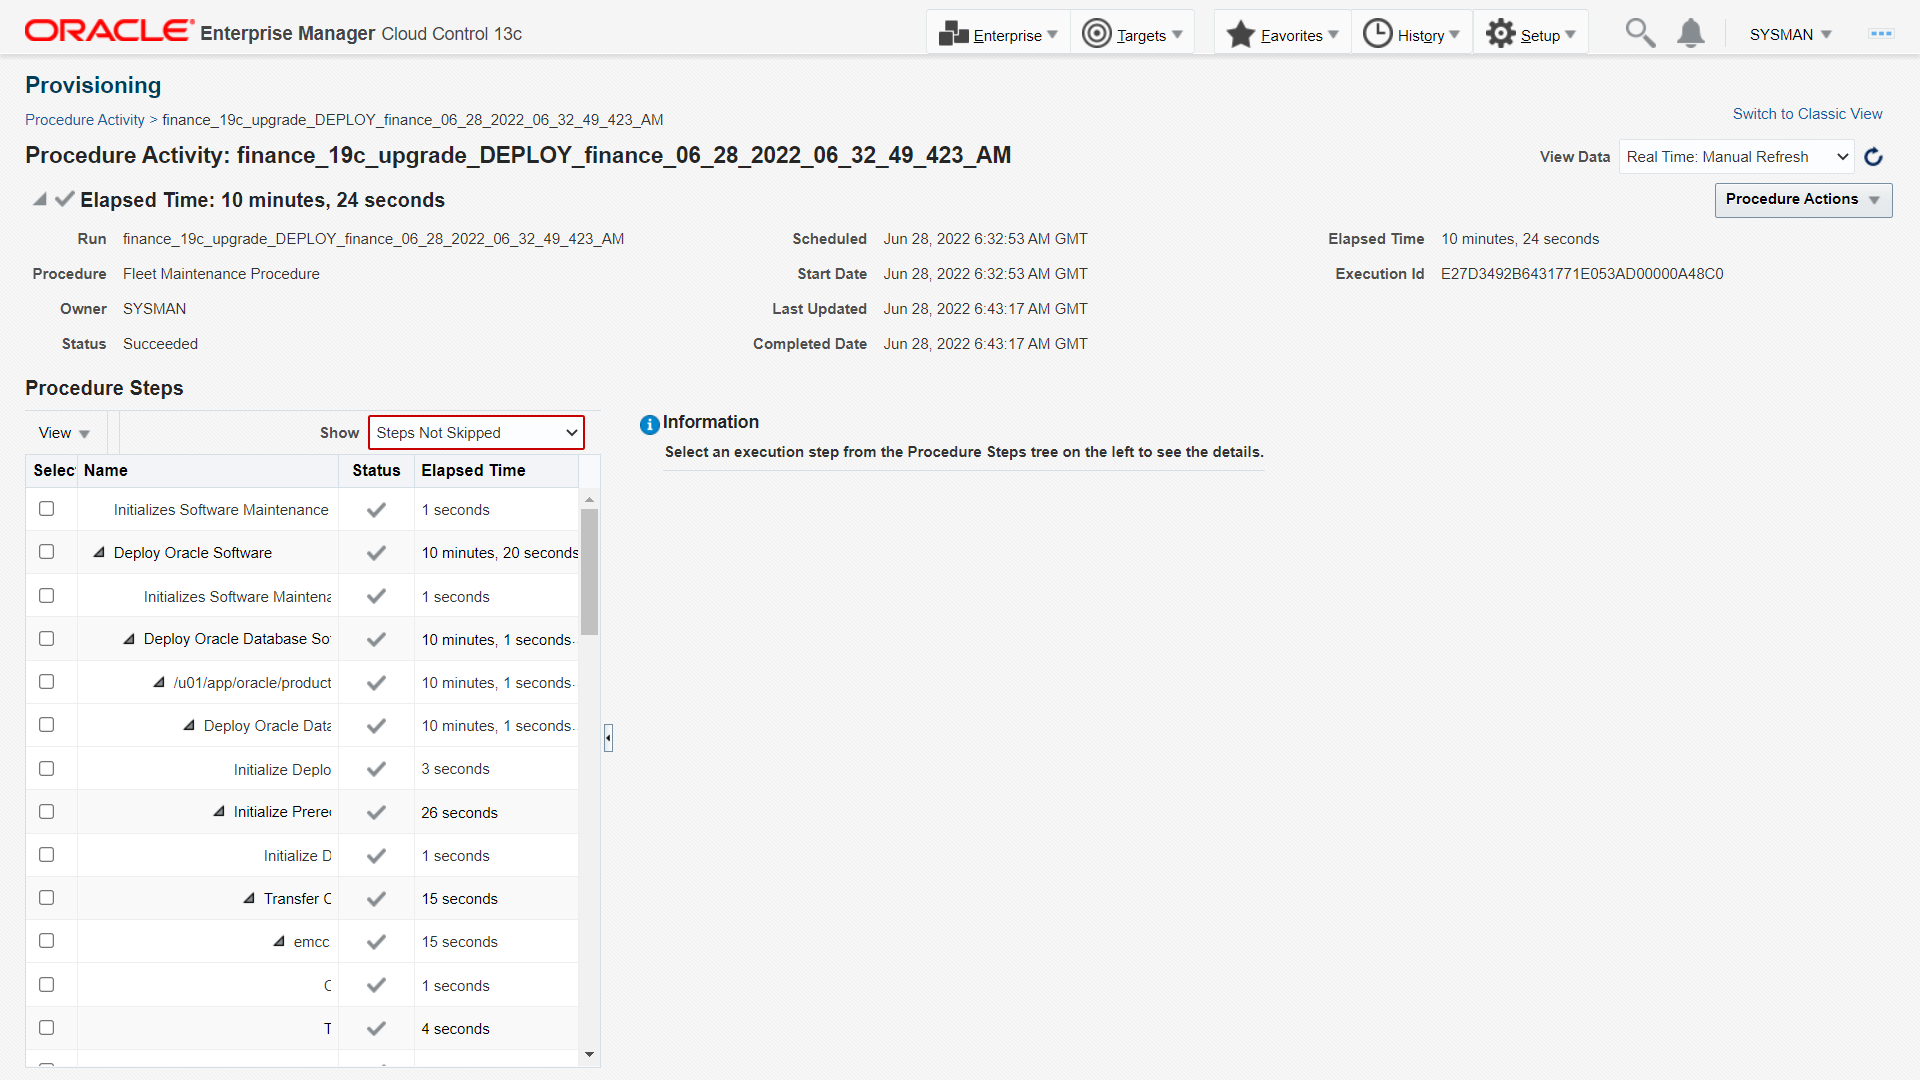 ORACLE Enterprise Manager Cloud Control 13c
Enterprise
Targets
Favorites
History
Setup
SYSMAN
Provisioning
Switch to Classic View
Procedure Activity > finance_19c_upgrade_DEPLOY_finance_06_28_2022_06_32_49_423_AM
Procedure Activity: finance_19c_upgrade_DEPLOY_finance_06_28_2022_06_32_49_423_AM
View Data Real Time: Manual Refresh
Elapsed Time: 10 minutes, 24 seconds
Procedure Actions
Run finance_19c_upgrade_DEPLOY_finance_06_28_2022_06_32_49_423_AM
Procedure Fleet Maintenance Procedure
Owner SYSMAN
Status Succeeded
Scheduled Jun 28, 2022 6:32:53 AM GMT
Start Date Jun 28, 2022 6:32:53 AM GMT
Last Updated Jun 28, 2022 6:43:17 AM GMT
Completed Date Jun 28, 2022 6:43:17 AM GMT
Elapsed Time 10 minutes, 24 seconds
Execution Id E27D3492B6431771E053AD00000A48C0
Procedure Steps
View Show Steps Not Skipped
Selec Name Status Elapsed Time
Initializes Software Maintenance 1 seconds
Deploy Oracle Software 10 minutes, 20 seconds
Initializes Software Maintena 1 seconds
Deploy Oracle Database Sof 10 minutes, 1 seconds
/u01/app/oracle/product 10 minutes, 1 seconds
Deploy Oracle Data 10 minutes, 1 seconds
Initialize Deplo 3 seconds
Initialize Prere 26 seconds
Initialize D 1 seconds
Transfer C 15 seconds
emcc 15 seconds
C 1 seconds
T 4 seconds
Information
Select an execution step from the Procedure Steps tree on the left to see the details.